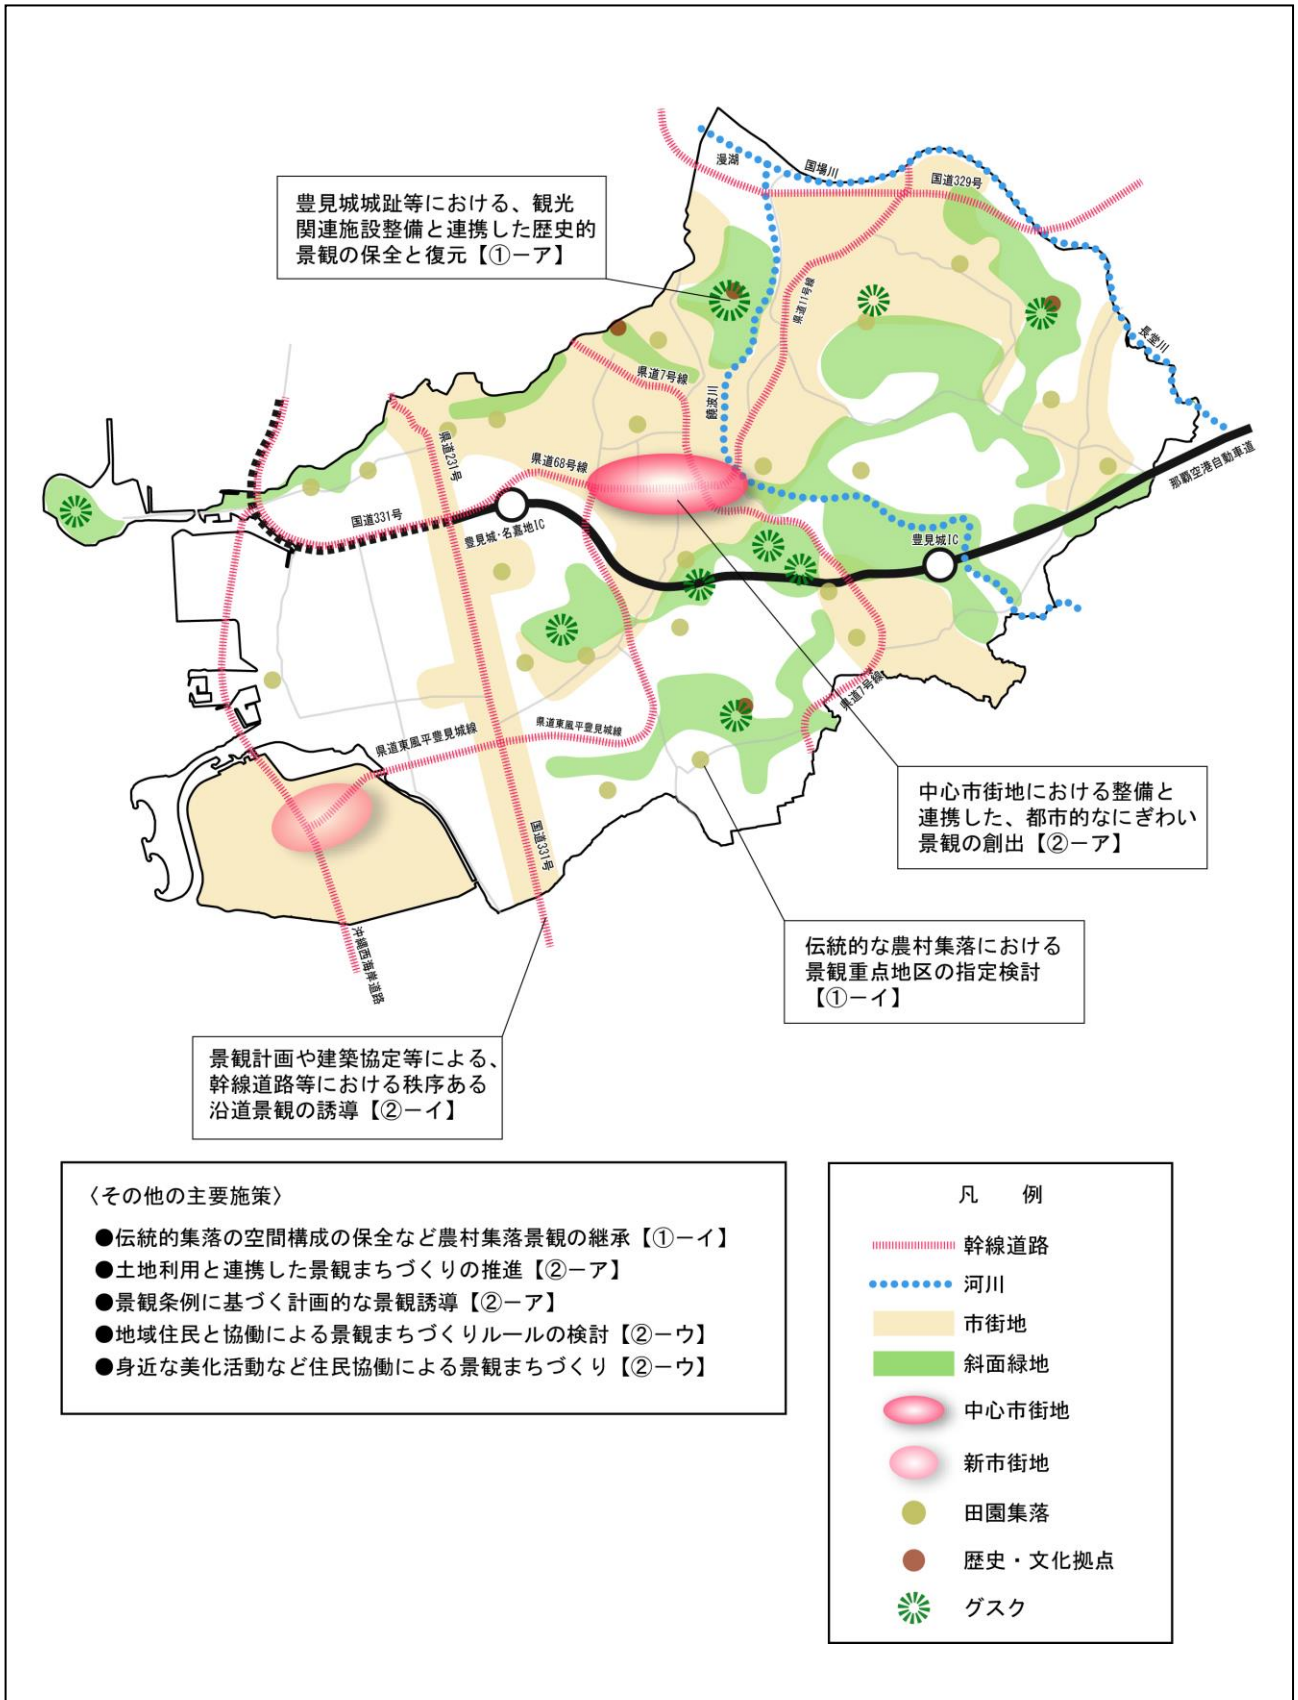 漫湖
国場川
国道329号
豊見城城趾等における、観光
関連施設整備と連携した歴史的
景観の保全と復元【①ーア】
県道11号線
長堂川
県道7号線
饒波川
県道231号
県道68号線
那覇空港自動車道
国道331号
豊見城・名嘉地IC
豊見城IC
県道7号線
県道東風平豊見城線
県道東風平豊見城線
中心市街地における整備と
連携した、都市的なにぎわい
景観の創出【②ーア】
国道331号
沖縄西海岸道路
伝統的な農村集落における
景観重点地区の指定検討
【①ーイ】
景観計画や建築協定等による、
幹線道路等における秩序ある
沿道景観の誘導【②ーイ】
〈その他の主要施策〉
●伝統的集落の空間構成の保全など農村集落景観の継承【①ーイ】
●土地利用と連携した景観まちづくりの推進【②ーア】
●景観条例に基づく計画的な景観誘導【②ーア】
●地域住民と協働による景観まちづくりルールの検討【②ーウ】
●身近な美化活動など住民協働による景観まちづくり【②ーウ】
凡　例
幹線道路
河川
市街地
斜面緑地
中心市街地
新市街地
田園集落
歴史・文化拠点
グスク